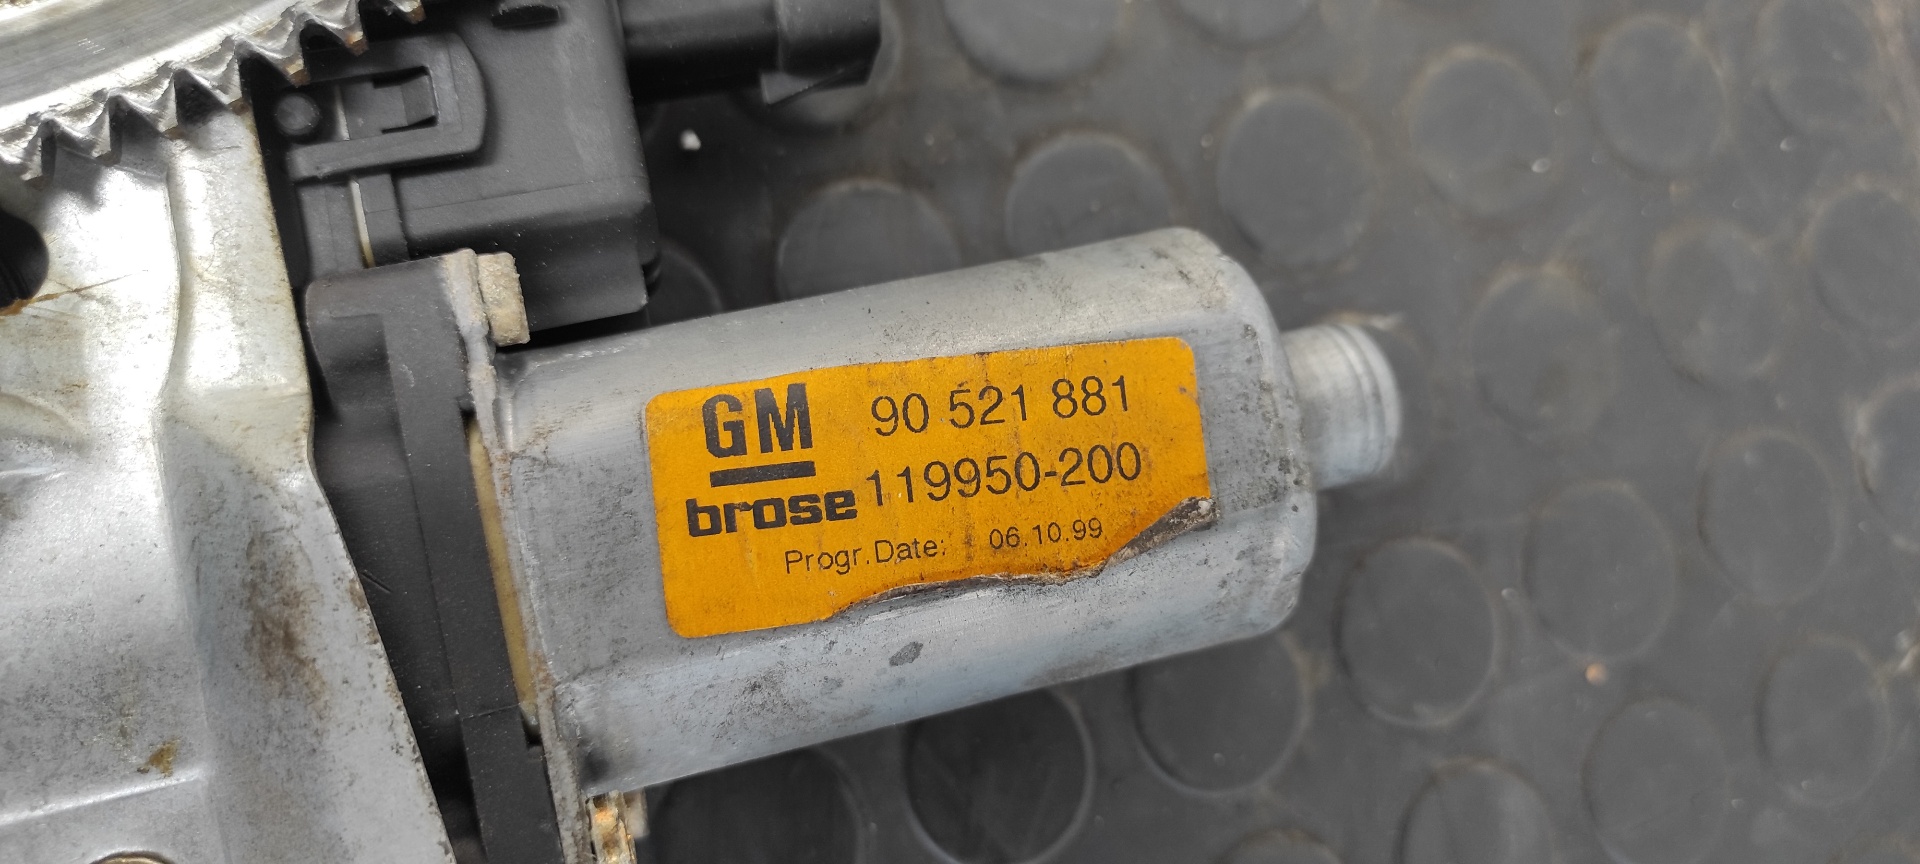 GM 90 521 881
brose 119950-200
Progr.Date: 06.10.99